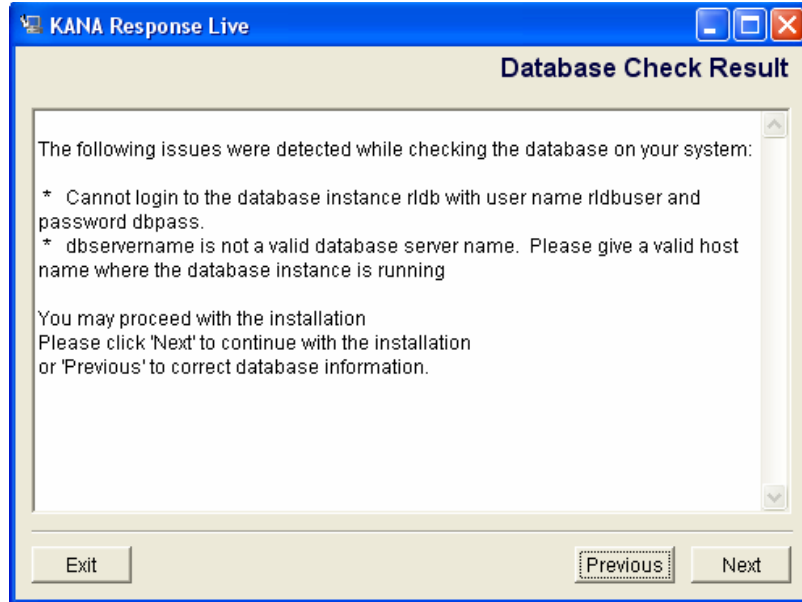 KANA Response Live
Database Check Result
The following issues were detected while checking the database on your system:
*   Cannot login to the database instance rldb with user name rldbuser and
password dbpass.
*   dbservername is not a valid database server name.  Please give a valid host
name where the database instance is running
You may proceed with the installation
Please click 'Next' to continue with the installation
or 'Previous' to correct database information.
Exit
Previous
Next